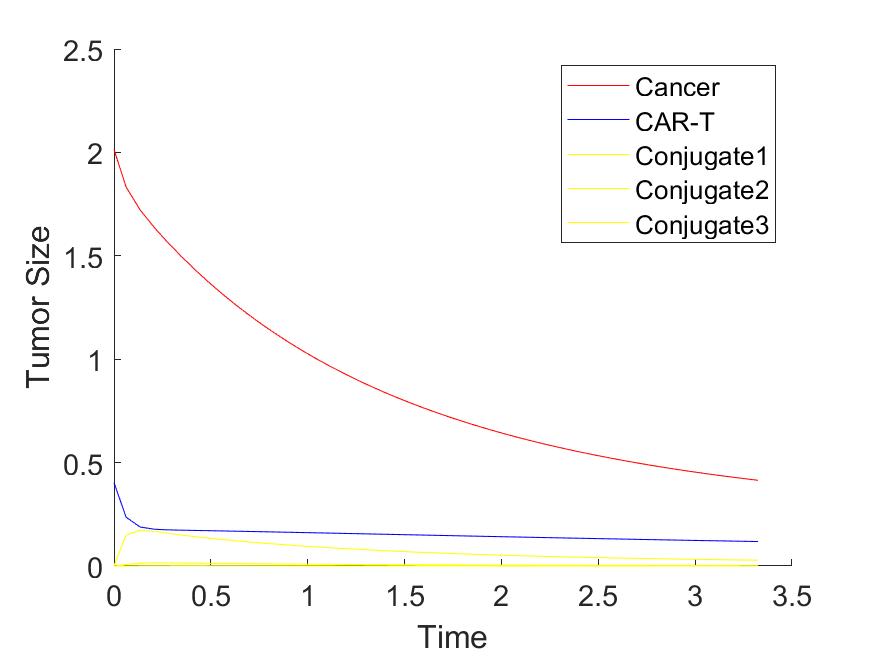 2.5
2
1.5
1
0.5
0
Tumor Size
Cancer
CAR-T
Conjugate1
Conjugate2
Conjugate3
0 0.5 1 1.5 2 2.5 3 3.5
Time